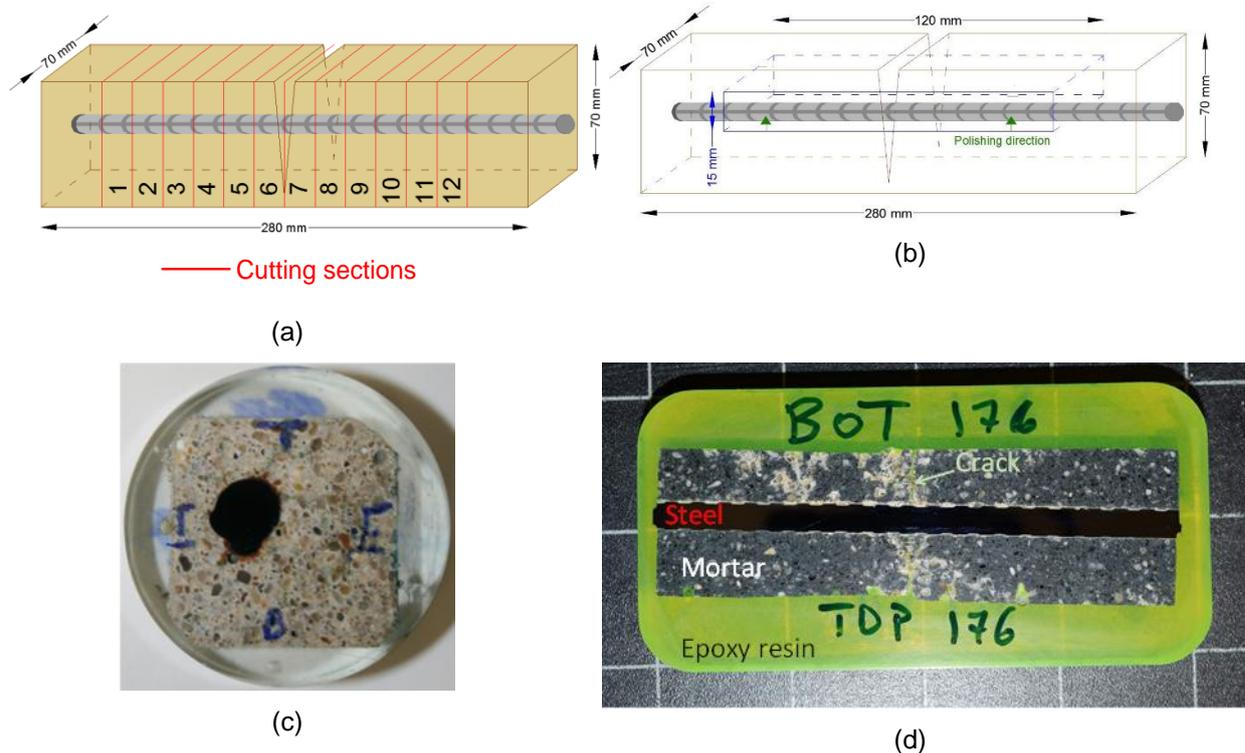 70 mm
70 mm
1 2 3 4 5 6 7 8 9 10 11 12
280 mm
Cutting sections
(a)
120 mm
70 mm
70 mm
15 mm
Polishing direction
280 mm
(b)
(c)
BOT 176
Crack
Steel
Mortar
TOP 176
Epoxy resin
(d)